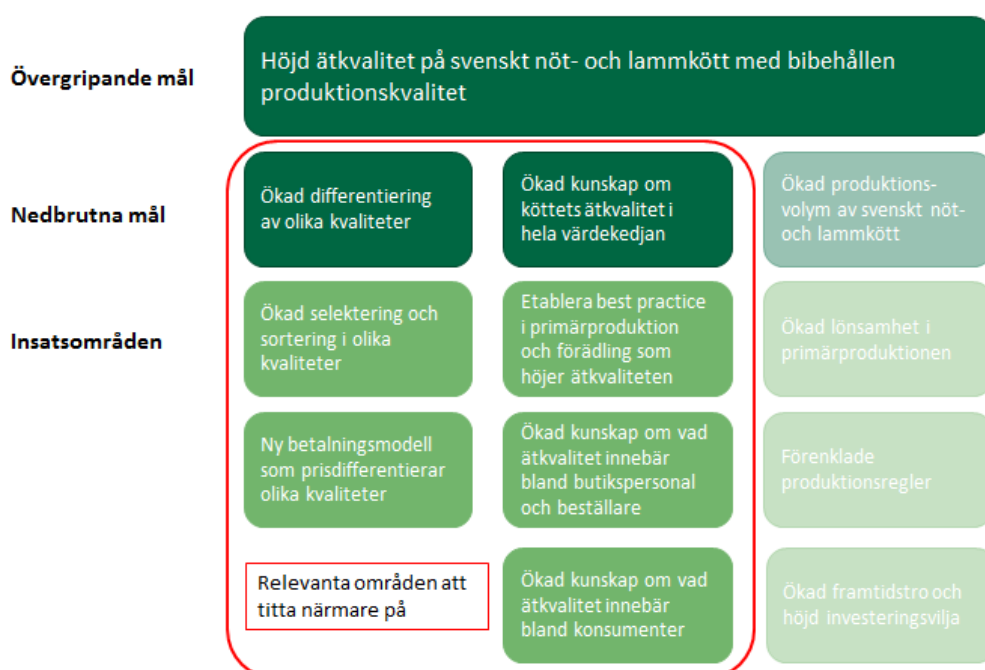 Övergripande mål
Höjd ätkvalitet på svenskt nöt- och lammkött med bibehållen
produktionskvalitet
Nedbrutna mål
Ökad differentiering
av olika kvaliteter
Ökad kunskap om
köttets ätkvalitet i
hela värdekedjan
Ökad produktions-
volym av svenskt nöt-
och lammkött
Insatsområden
Ökad selektering och
sortering i olika
kvaliteter
Etablera best practice
i primärproduktion
och förädling som
höjer ätkvaliteten
Ökad lönsamhet i
primärproduktionen
Ny betalningsmodell
som prisdifferentierar
olika kvaliteter
Ökad kunskap om vad
ätkvalitet innebär
bland butikspersonal
och beställare
Förenklade
produktionsregler
Relevanta områden att
titta närmare på
Ökad kunskap om vad
ätkvalitet innebär
bland konsumenter
Ökad framtidstro och
höjd investeringsvilja